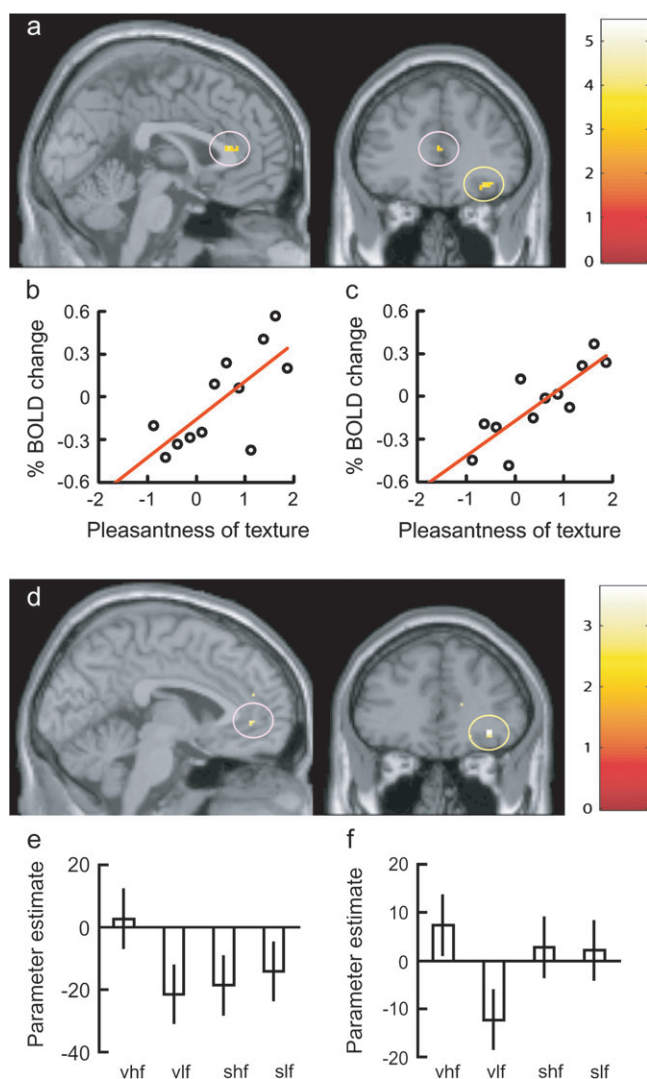 a
5
4
3
2
1
0
b
0.6
0.3
0
-0.3
-0.6
% BOLD change
-2 -1 0 1 2
Pleasantness of texture
c
0.6
0.3
0
-0.3
-0.6
% BOLD change
-2 -1 0 1 2
Pleasantness of texture
d
3
2
1
0
e
20
0
-20
-40
Parameter estimate
vhf vlf shf slf
f
20
10
0
-10
-20
Parameter estimate
vhf vlf shf slf